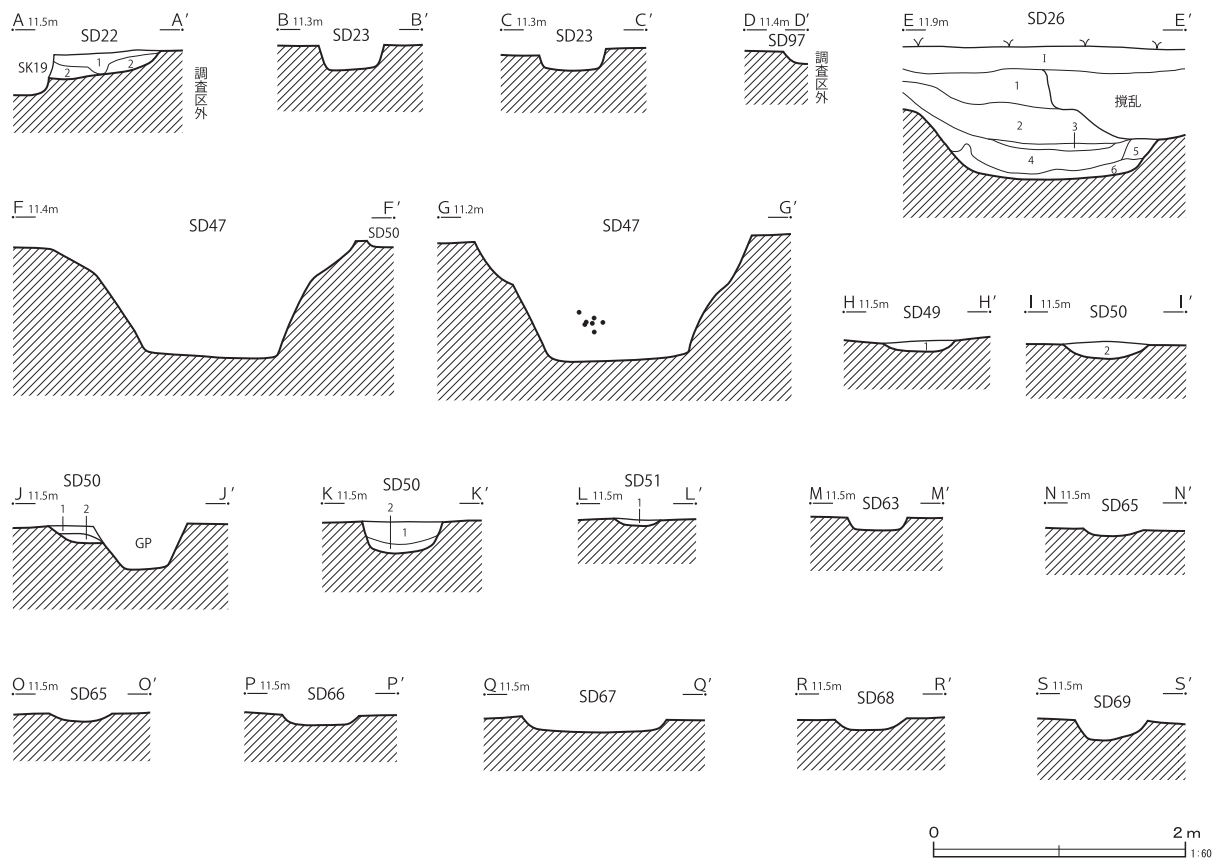 A 11.5m A′
SD22
SK19
1
2
2
調査区外
B 11.3m B′
SD23
C 11.3m C′
SD23
D 11.4m D′
SD97
調査区外
E 11.9m E′
SD26
I
1
撹乱
2
3
4
5
6
F 11.4m F′
SD47
SD50
G 11.2m G′
SD47
H 11.5m H′
SD49
1
I 11.5m I′
SD50
2
SD50
J 11.5m J′
1 2
GP
SD50
K 11.5m K′
2
1
SD51
L 11.5m L′
1
M 11.5m M′
SD63
N 11.5m N′
SD65
O 11.5m O′
SD65
P 11.5m P′
SD66
Q 11.5m Q′
SD67
R 11.5m R′
SD68
S 11.5m S′
SD69
0 2 m
1:60